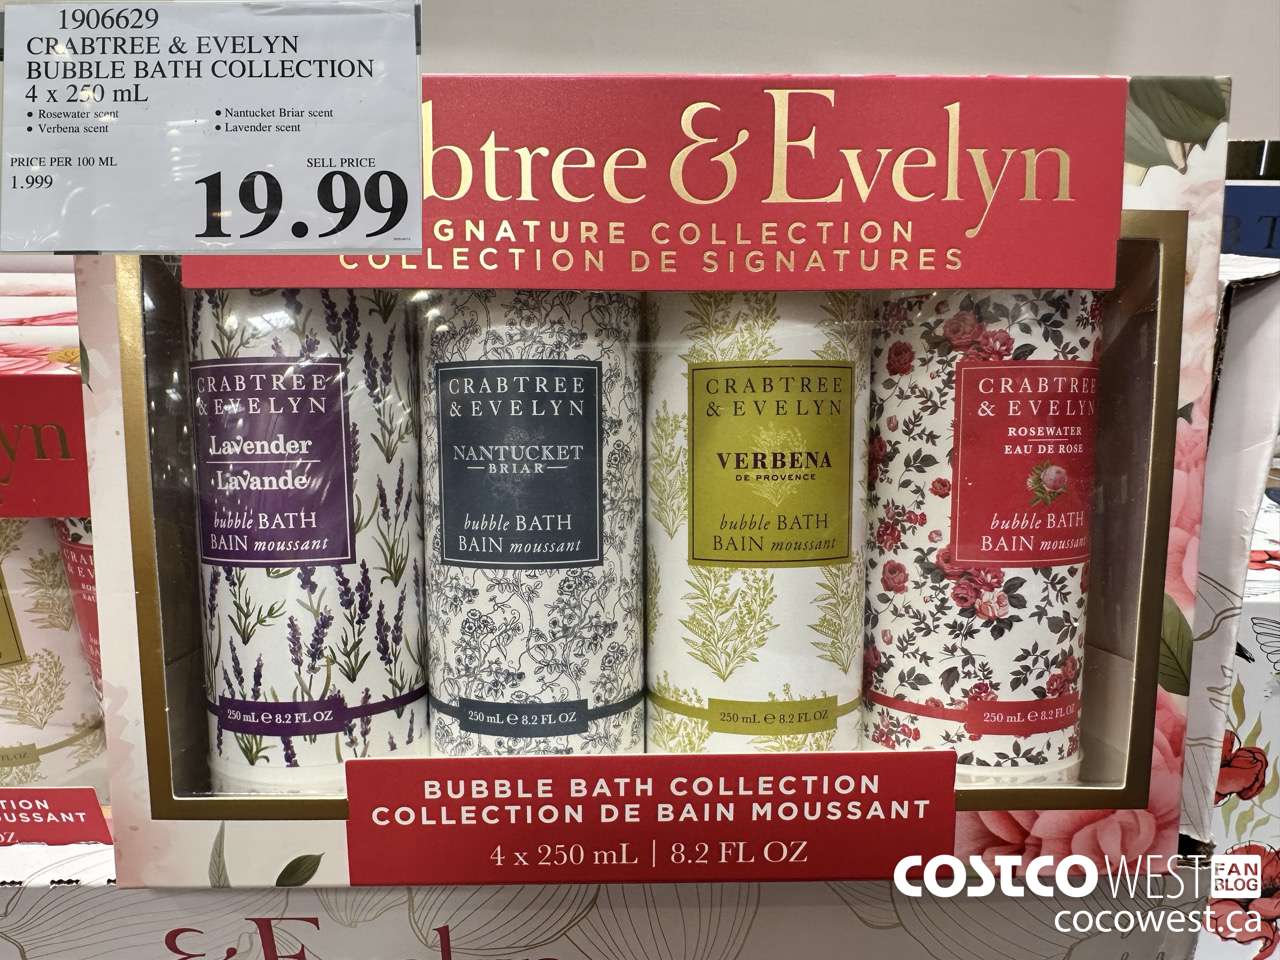 1906629
CRABTREE & EVELYN
BUBBLE BATH COLLECTION
4 x 250 mL
• Rosewater scent
• Verbena scent
• Nantucket Briar scent
• Lavender scent
PRICE PER 100 ML
1.999
SELL PRICE
19.99
btree & Evelyn
GNATURE COLLECTION
COLLECTION DE SIGNATURES
CRABTREE
& EVELYN
Lavender
Lavande
bubble BATH
BAIN moussant
250 mL e 8.2 FL OZ
CRABTREE
& EVELYN
NANTUCKET
BRIAR
bubble BATH
BAIN moussant
250 mL e 8.2 FL OZ
CRABTREE
& EVELYN
VERBENA
DE PROVENCE
bubble BATH
BAIN moussant
250 mL e 8.2 FL OZ
CRABTREE
& EVELYN
ROSEWATER
EAU DE ROSE
bubble BATH
BAIN moussant
250 mL e 8.2 FL OZ
BUBBLE BATH COLLECTION
COLLECTION DE BAIN MOUSSANT
4 x 250 mL | 8.2 FL OZ
yn
TION
OUSSANT
OZ
COSTCO WEST FAN BLOG
cocowest.ca